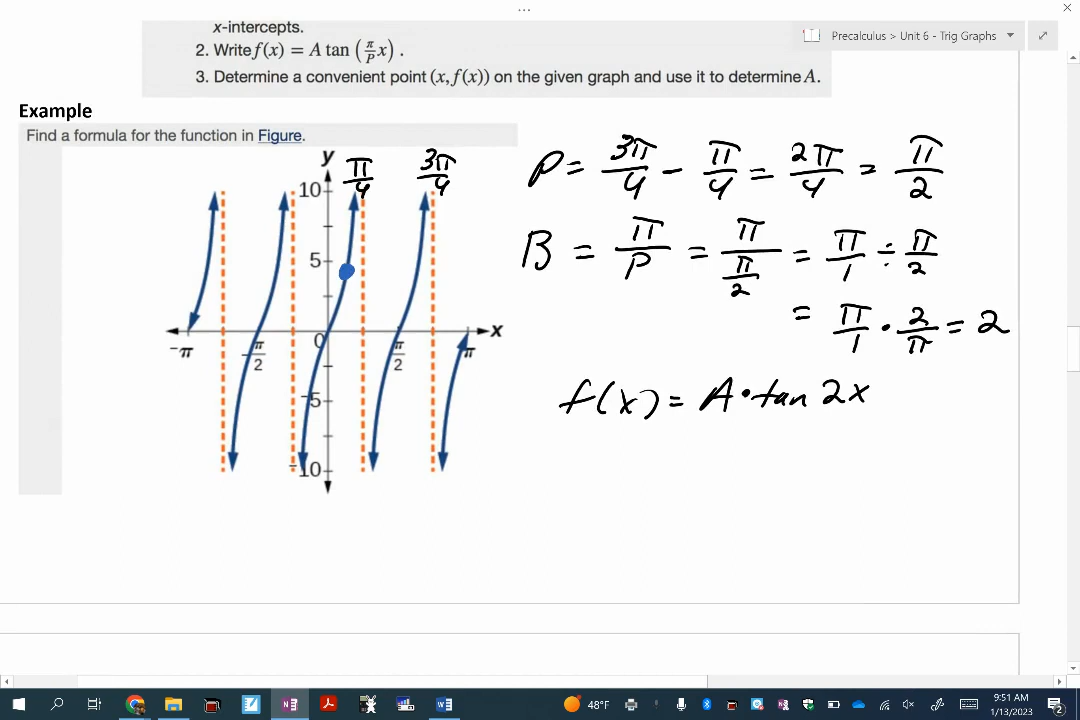 x-intercepts.
Precalculus > Unit 6 - Trig Graphs
2. Write f(x) = A tan (π/P x) .
3. Determine a convenient point (x, f(x)) on the given graph and use it to determine A.
Example
Find a formula for the function in Figure.
y
π/4 3π/4
10
5
0
x
-π
-π/2
π/2
π
-5
-10
P = 3π/4 - π/4 = 2π/4 = π/2
B = π/P = π/(π/2) = π/1 ÷ π/2
= π/1 · 2/π = 2
f(x) = A · tan 2x
48°F
9:51 AM
1/13/2023
2